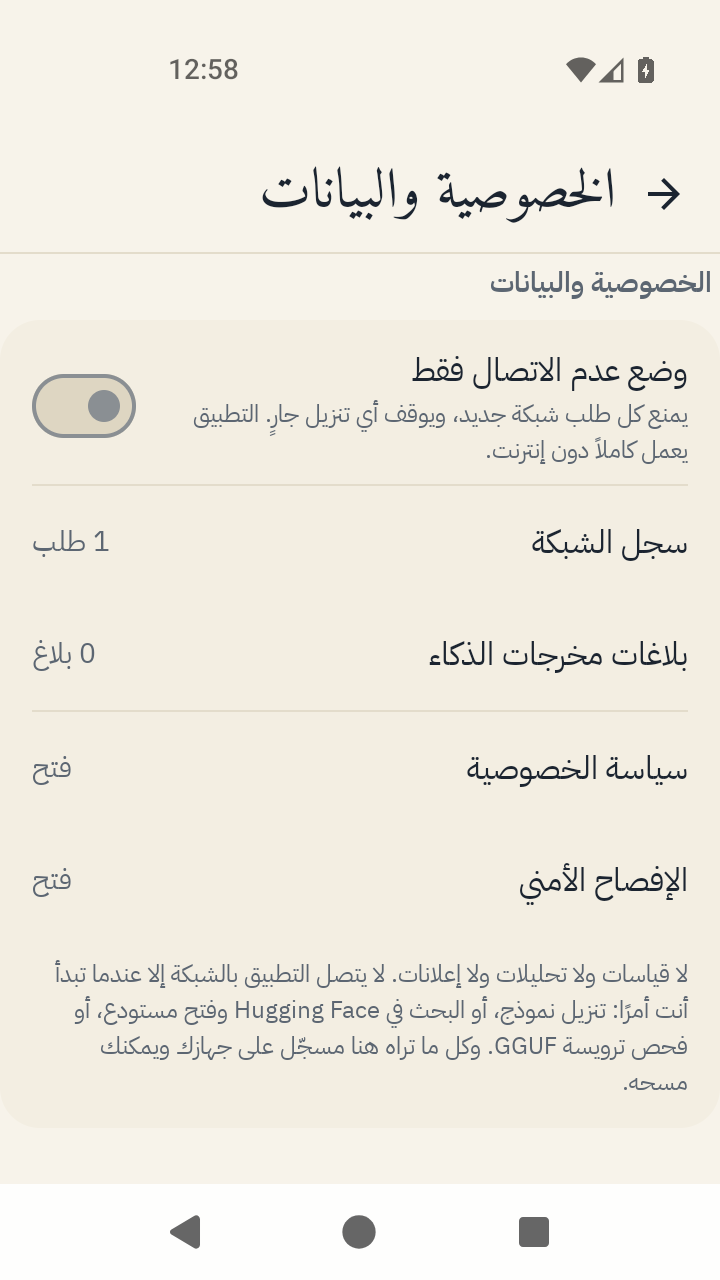 12:58
الخصوصية والبيانات
الخصوصية والبيانات
وضع عدم الاتصال فقط
يمنع كل طلب شبكة جديد، ويوقف أي تنزيل جارٍ. التطبيق
يعمل كاملاً دون إنترنت.
سجل الشبكة
1 طلب
بلاغات مخرجات الذكاء
0 بلاغ
سياسة الخصوصية
فتح
الإفصاح الأمني
فتح
لا قياسات ولا تحليلات ولا إعلانات. لا يتصل التطبيق بالشبكة إلا عندما تبدأ
أنت أمرًا: تنزيل نموذج، أو البحث في Hugging Face وفتح مستودع، أو
فحص ترويسة GGUF. وكل ما تراه هنا مسجّل على جهازك ويمكنك
مسحه.